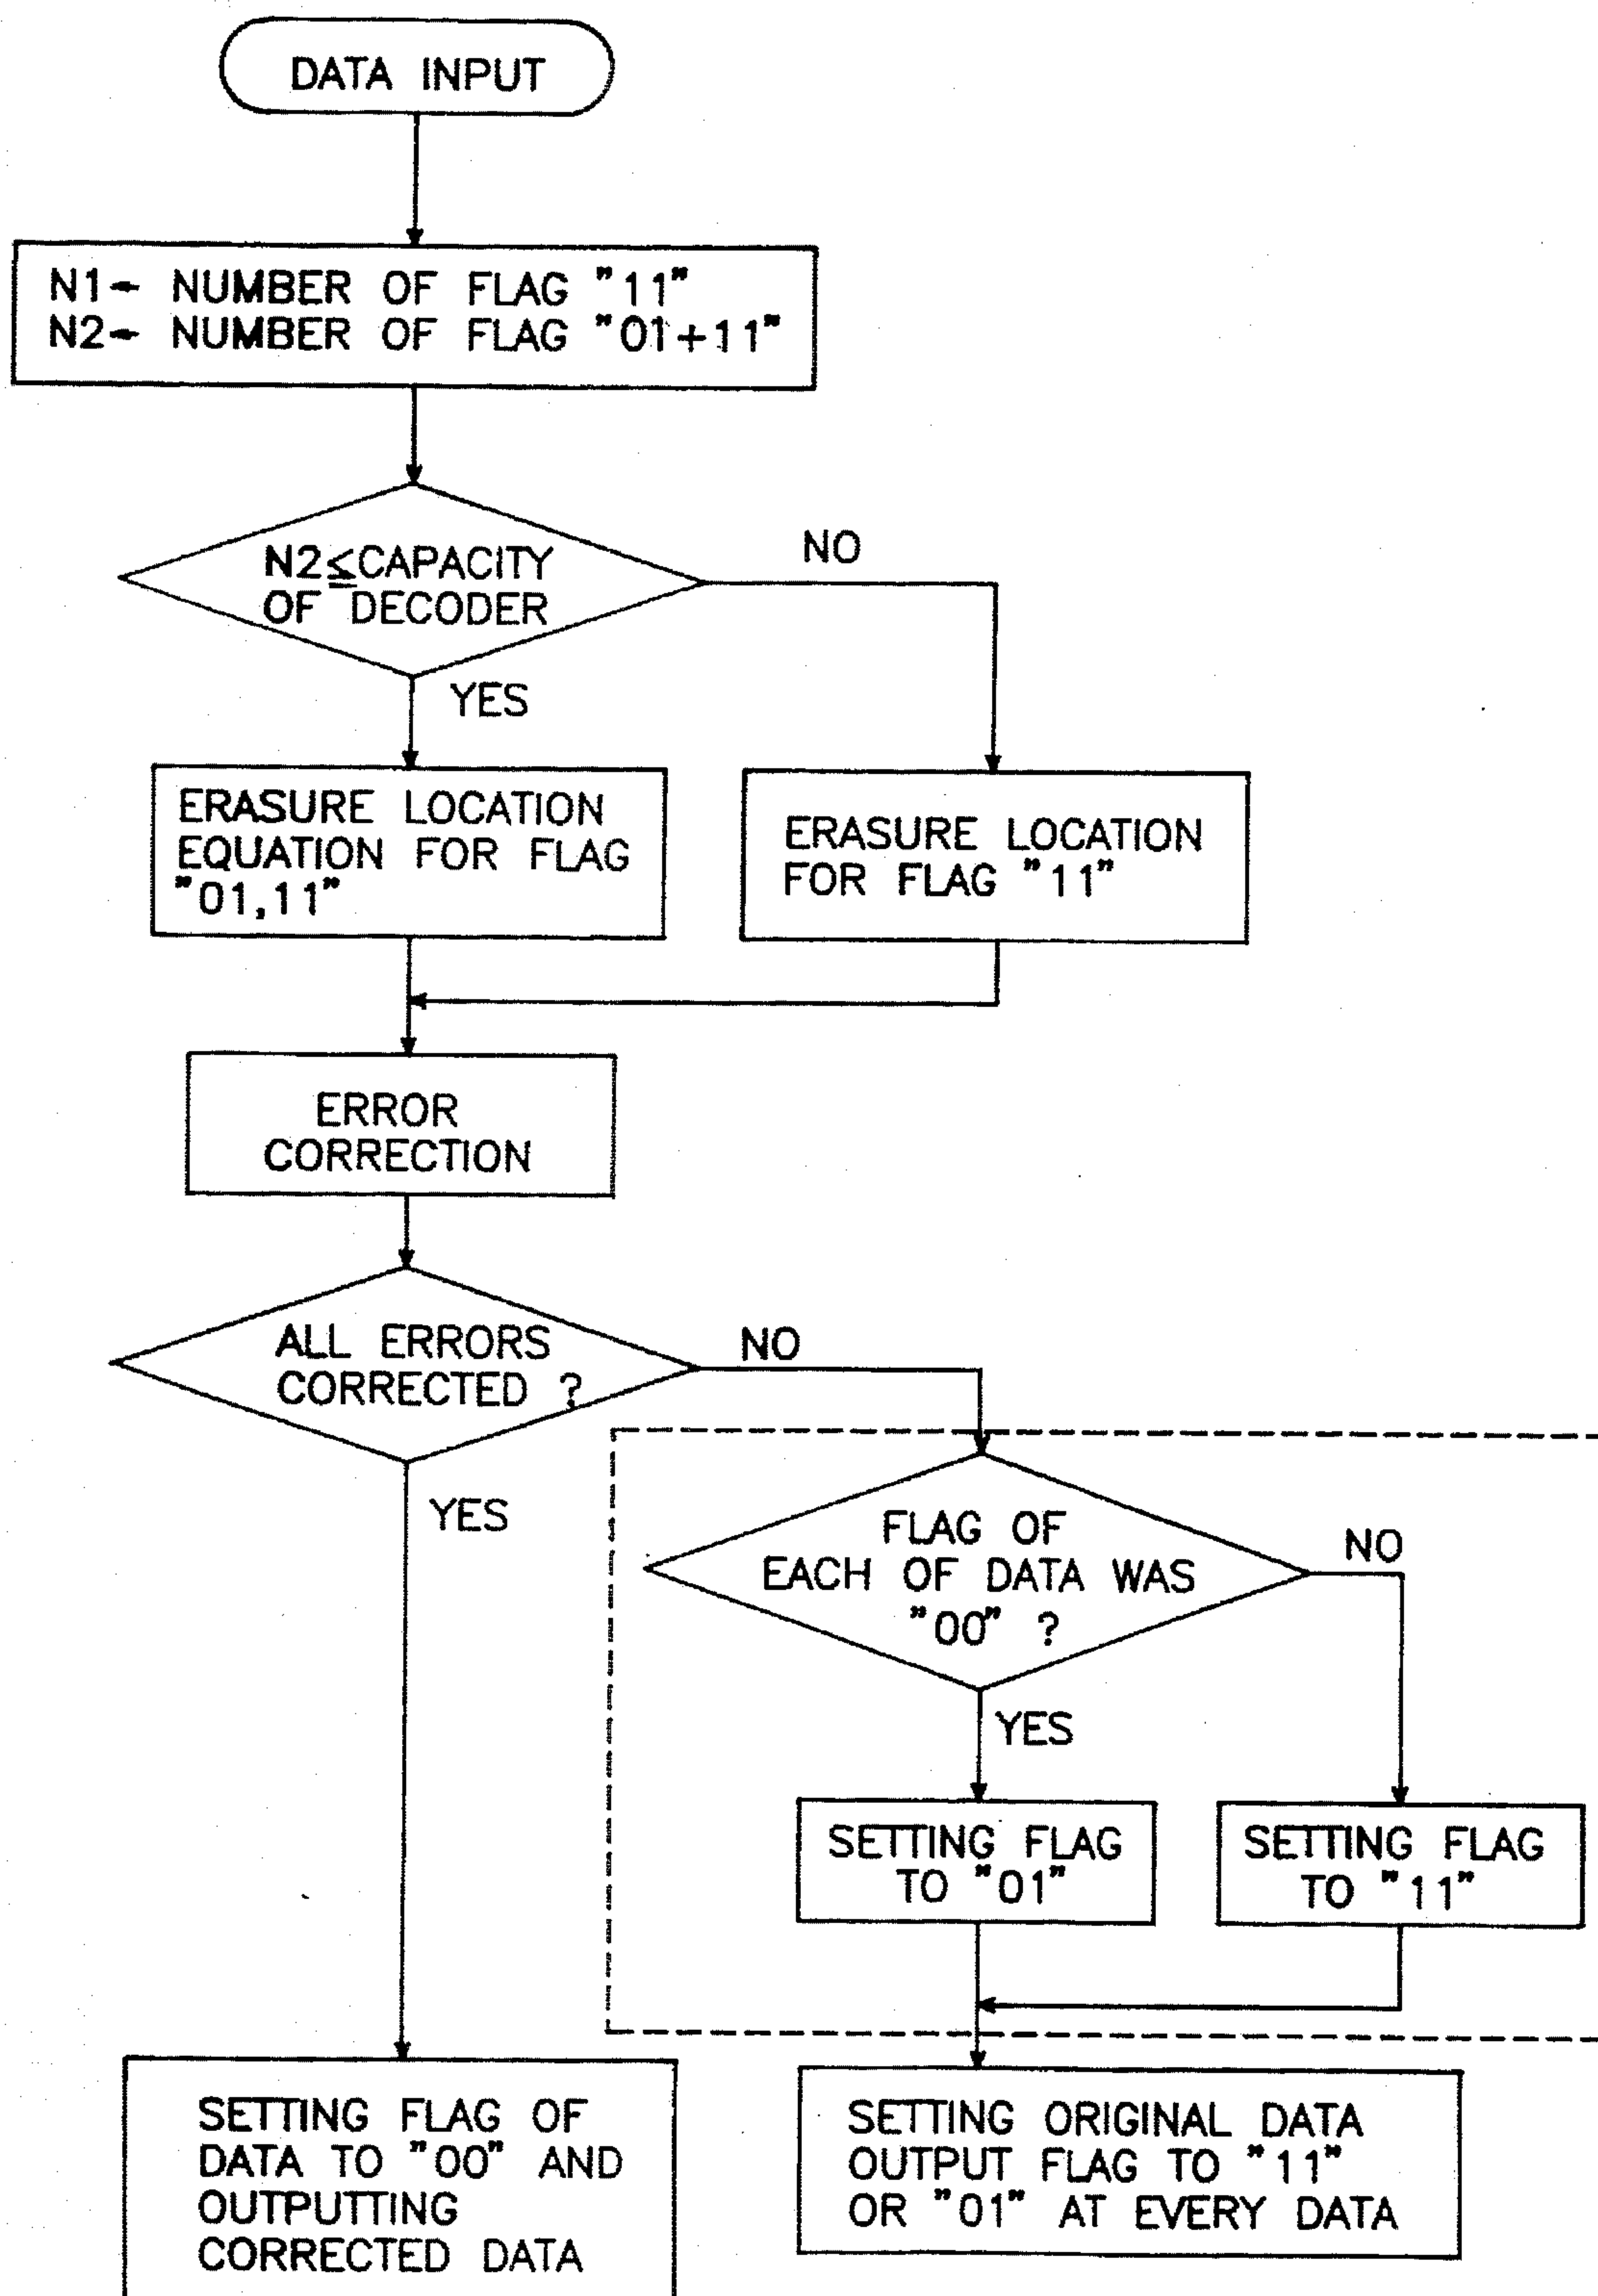 DATA INPUT
N1← NUMBER OF FLAG "11"
N2← NUMBER OF FLAG "01+11"
N2≦CAPACITY
OF DECODER
NO
YES
ERASURE LOCATION
EQUATION FOR FLAG
"01,11"
ERASURE LOCATION
FOR FLAG "11"
ERROR
CORRECTION
ALL ERRORS
CORRECTED ?
NO
YES
FLAG OF
EACH OF DATA WAS
"00" ?
NO
YES
SETTING FLAG
TO "01"
SETTING FLAG
TO "11"
SETTING FLAG OF
DATA TO "00" AND
OUTPUTTING
CORRECTED DATA
SETTING ORIGINAL DATA
OUTPUT FLAG TO "11"
OR "01" AT EVERY DATA